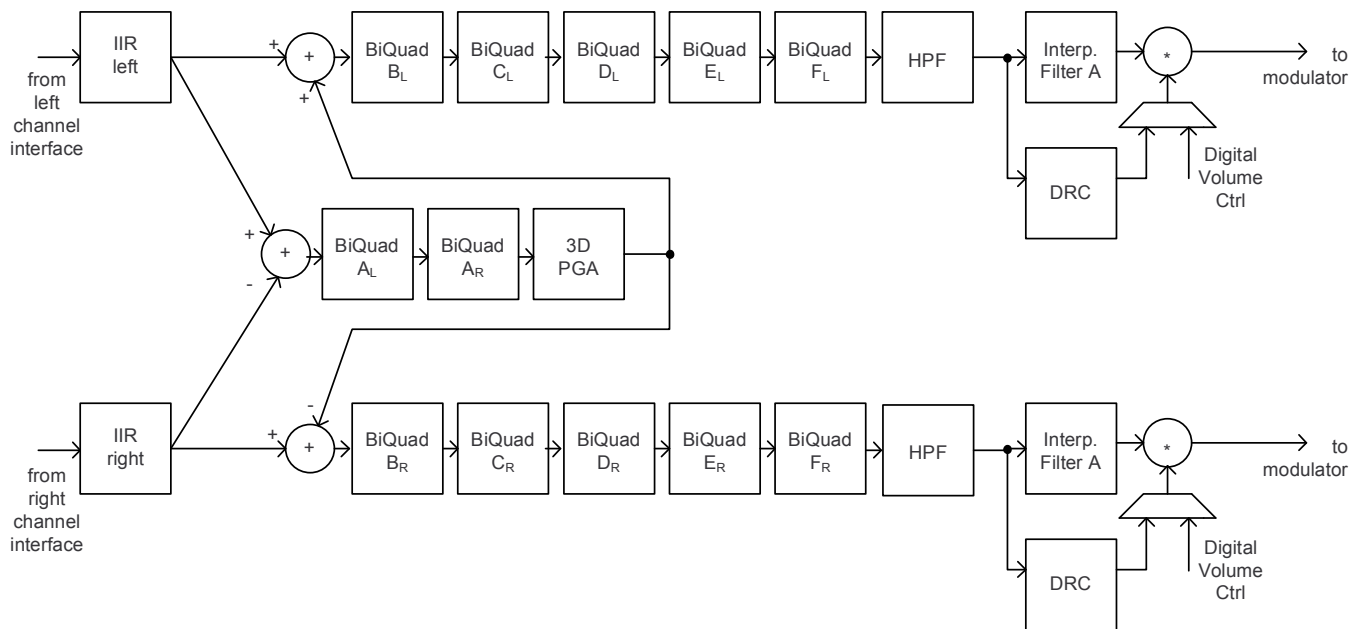 IIR
left
from
left
channel
interface
+
+
+
BiQuad
BL
BiQuad
CL
BiQuad
DL
BiQuad
EL
BiQuad
FL
HPF
Interp.
Filter A
*
to
modulator
DRC
Digital
Volume
Ctrl
+
-
+
BiQuad
AL
BiQuad
AR
3D
PGA
IIR
right
from
right
channel
interface
-
+
+
BiQuad
BR
BiQuad
CR
BiQuad
DR
BiQuad
ER
BiQuad
FR
HPF
Interp.
Filter A
*
to
modulator
DRC
Digital
Volume
Ctrl